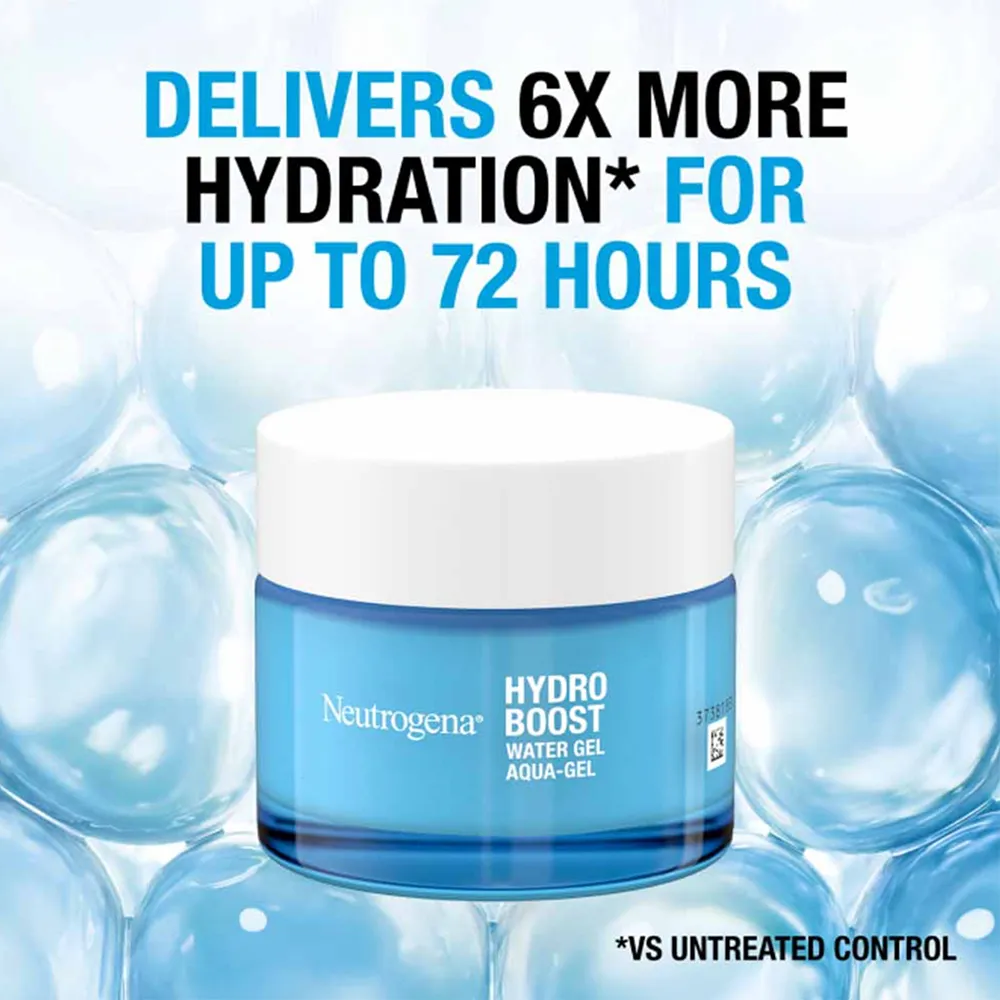 DELIVERS 6X MORE
HYDRATION* FOR
UP TO 72 HOURS
Neutrogena®
HYDRO
BOOST
WATER GEL
AQUA-GEL
*VS UNTREATED CONTROL